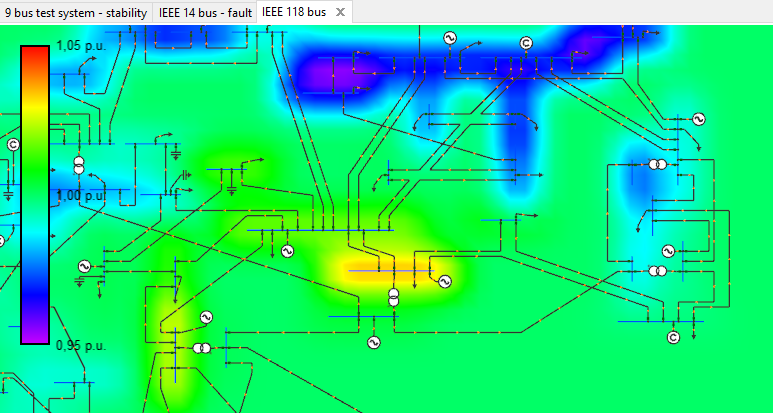 9 bus test system - stability
IEEE 14 bus - fault
IEEE 118 bus
1,05 p.u.
C
C
1,00 p.u.
0,95 p.u.
C